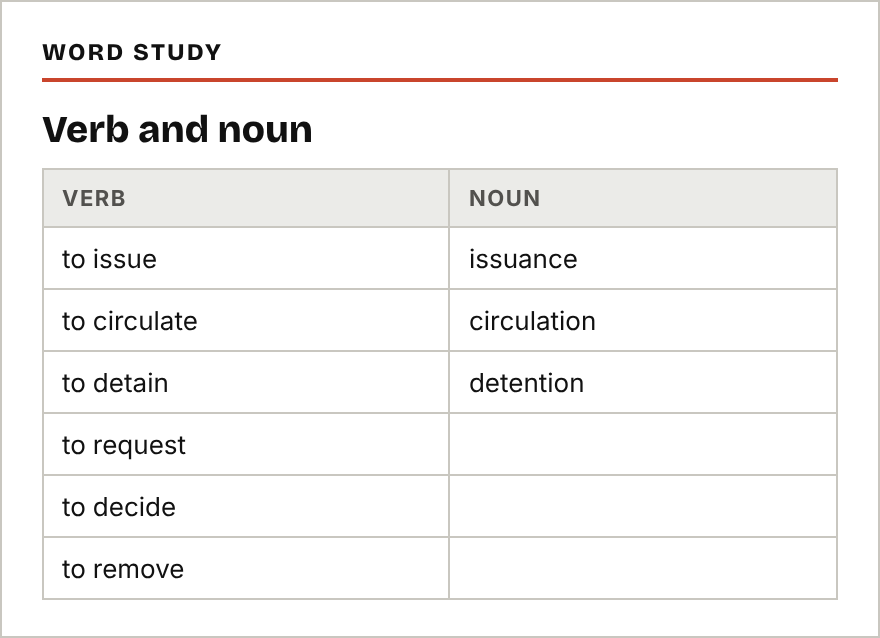 WORD STUDY
Verb and noun
VERB NOUN
to issue issuance
to circulate circulation
to detain detention
to request
to decide
to remove